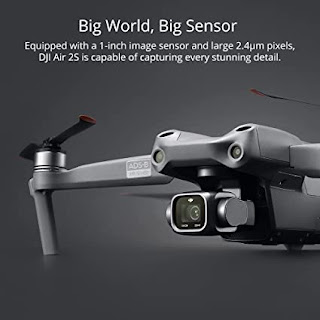 Big World, Big Sensor
Equipped with a 1-inch image sensor and large 2.4μm pixels,
DJI Air 2S is capable of capturing every stunning detail.
ADS-B